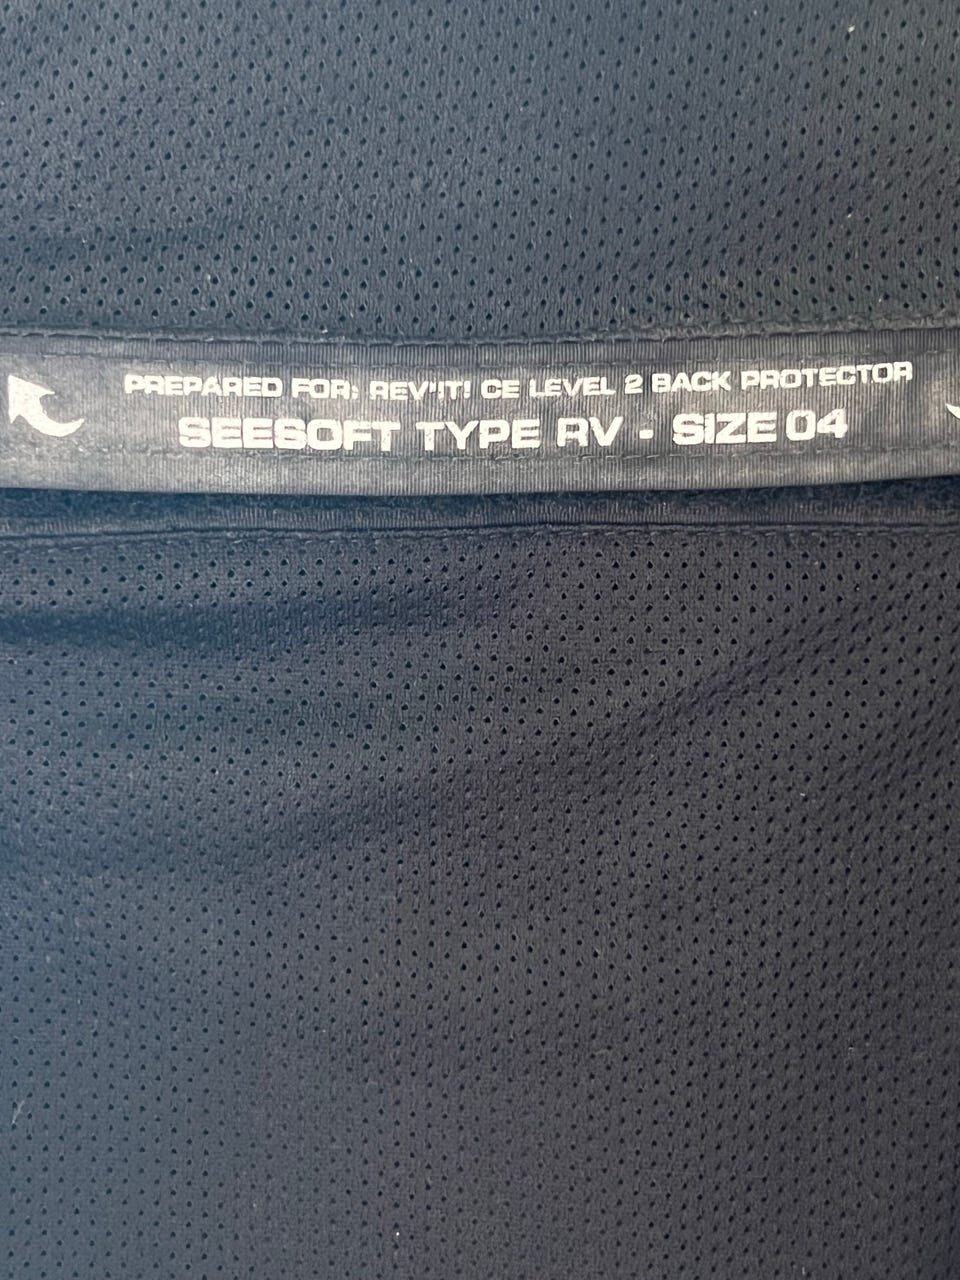 PREPARED FOR: REV'IT! CE LEVEL 2 BACK PROTECTOR
SEESOFT TYPE RV - SIZE 04